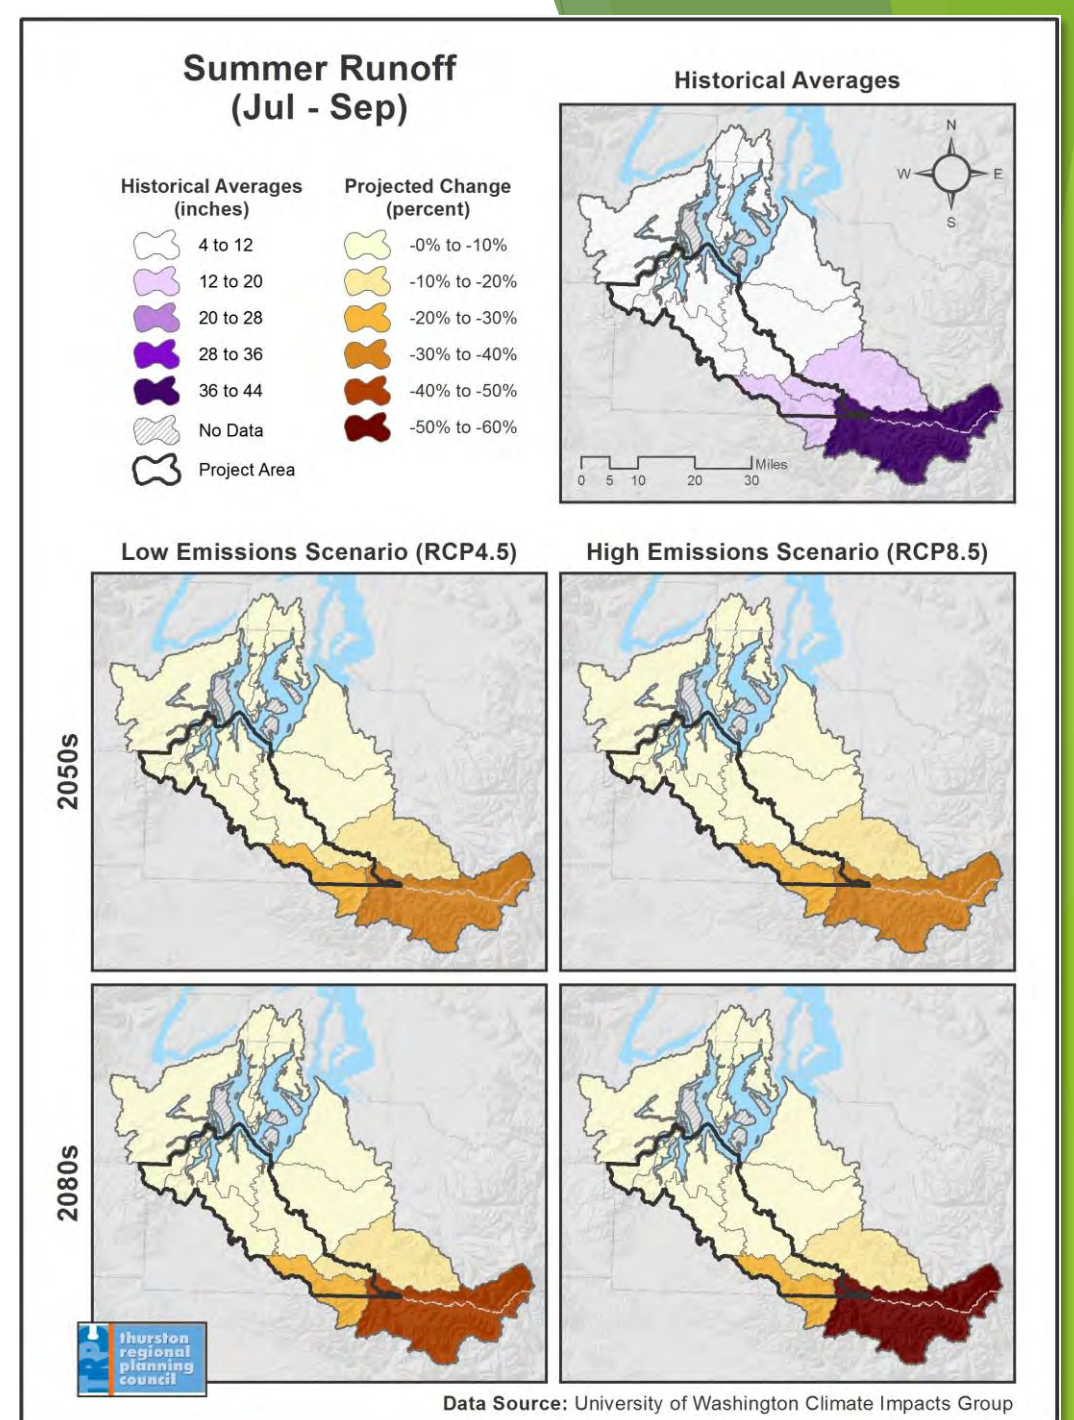 Summer Runoff
(Jul - Sep)
Historical Averages
(inches)
4 to 12
12 to 20
20 to 28
28 to 36
36 to 44
No Data
Project Area
Projected Change
(percent)
-0% to -10%
-10% to -20%
-20% to -30%
-30% to -40%
-40% to -50%
-50% to -60%
Historical Averages
N
W
E
S
Miles
0 5 10 20 30
Low Emissions Scenario (RCP4.5)
High Emissions Scenario (RCP8.5)
2050s
2080s
TRPC
thurston
regional
planning
council
Data Source: University of Washington Climate Impacts Group